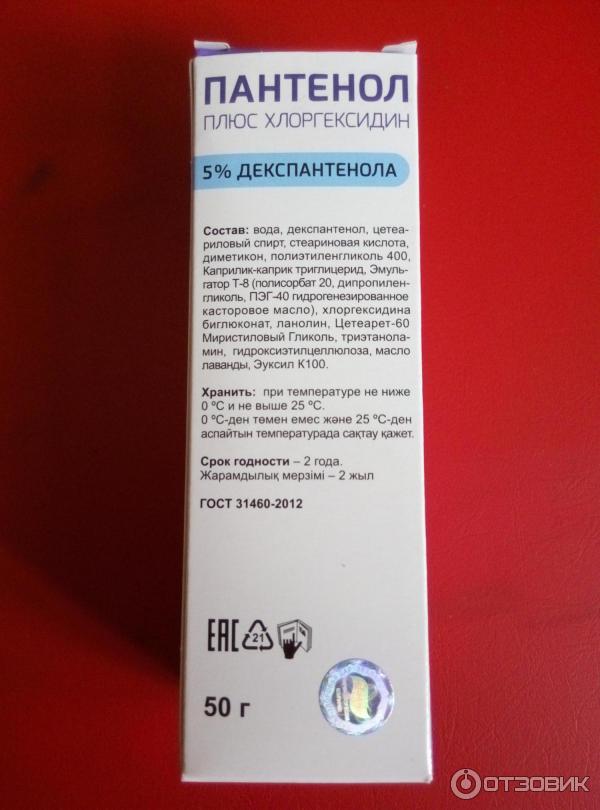 ПАНТЕНОЛ
ПЛЮС ХЛОРГЕКСИДИН
5% ДЕКСПАНТЕНОЛА
Состав: вода, декспантенол, цетеа-
риловый спирт, стеариновая кислота,
диметикон, полиэтиленгликоль 400,
Каприлик-каприк триглицерид, Эмуль-
гатор Т-8 (полисорбат 20, дипропилен-
гликоль, ПЭГ-40 гидрогенезированное
касторовое масло), хлоргексидина
биглюконат, ланолин, Цетеарет-60
Миристиловый Гликоль, триэтанола-
мин, гидроксиэтилцеллюлоза, масло
лаванды, Эуксил К100.
Хранить: при температуре не ниже
0 ºС и не выше 25 ºС.
0 ºС-ден төмен емес және 25 ºС-ден
аспайтын температурада сақтау қажет.
Срок годности – 2 года.
Жарамдылық мерзімі – 2 жыл
ГОСТ 31460-2012
ЕАС 21
50 г
ОТЗОВИК